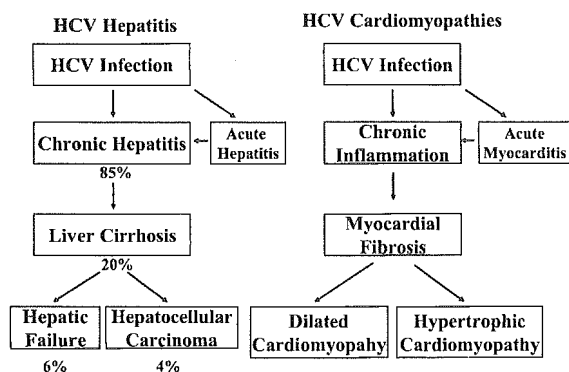 HCV Hepatitis
HCV Infection
Chronic Hepatitis
85%
Acute
Hepatitis
Liver Cirrhosis
20%
Hepatic
Failure
6%
Hepatocellular
Carcinoma
4%
HCV Cardiomyopathies
HCV Infection
Chronic
Inflammation
Acute
Myocarditis
Myocardial
Fibrosis
Dilated
Cardiomyopahy
Hypertrophic
Cardiomyopathy